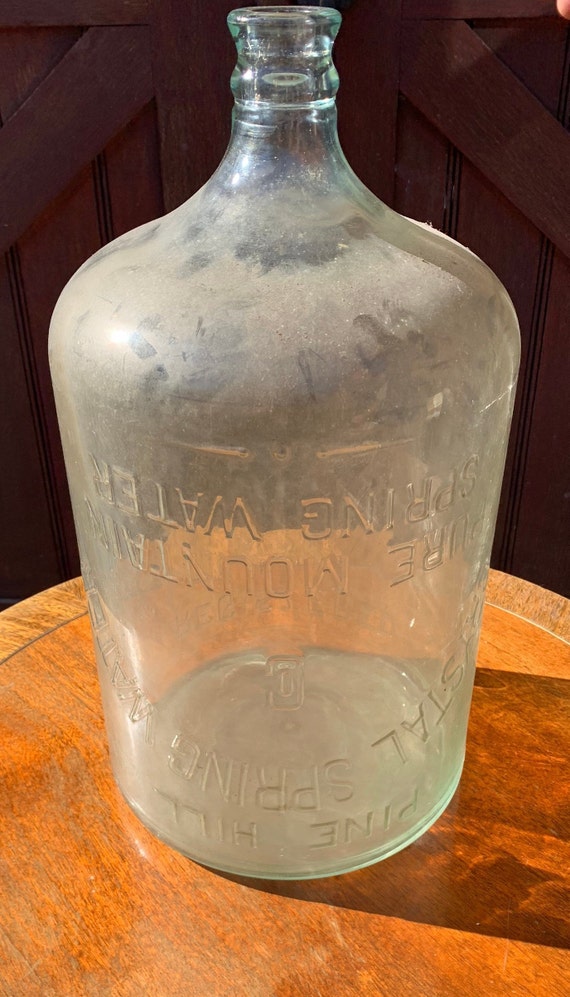 PINE HILL
CRYSTAL SPRING WATER
PURE MOUNTAIN
SPRING WATER